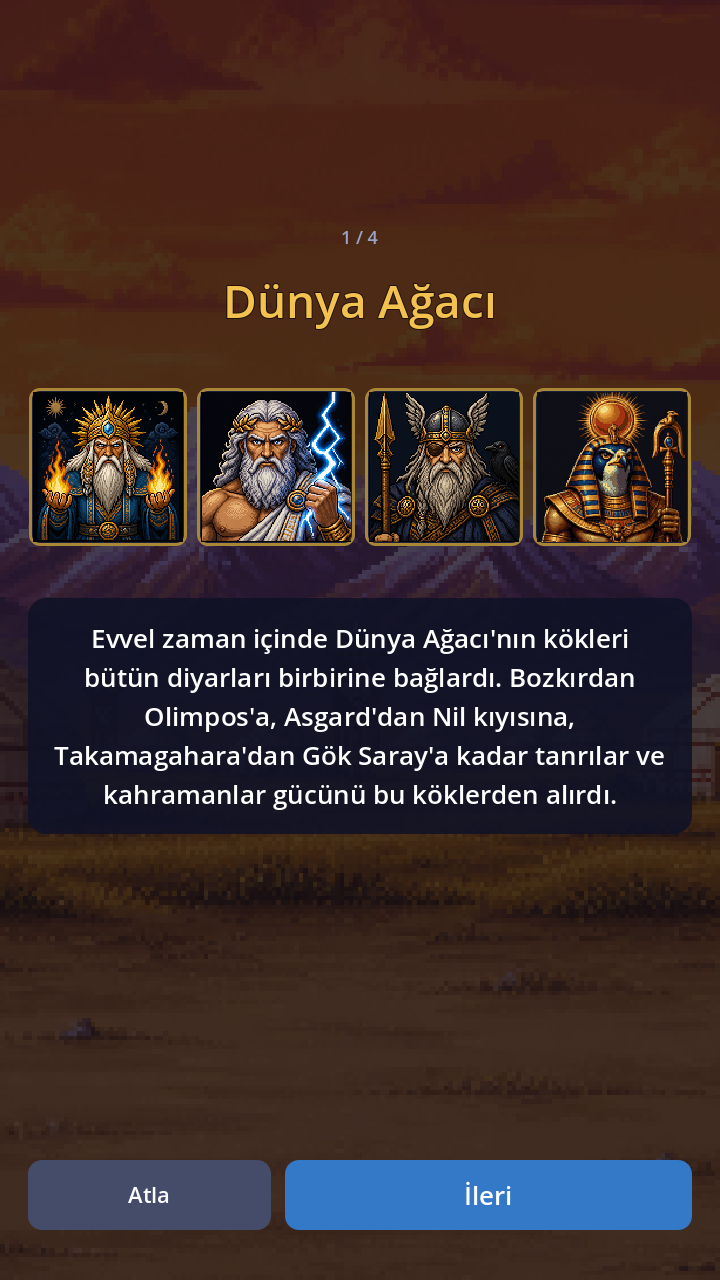 1 / 4
Dünya Ağacı
Evvel zaman içinde Dünya Ağacı'nın kökleri
bütün diyarları birbirine bağlardı. Bozkırdan
Olimpos'a, Asgard'dan Nil kıyısına,
Takamagahara'dan Gök Saray'a kadar tanrılar ve
kahramanlar gücünü bu köklerden alırdı.
Atla
İleri